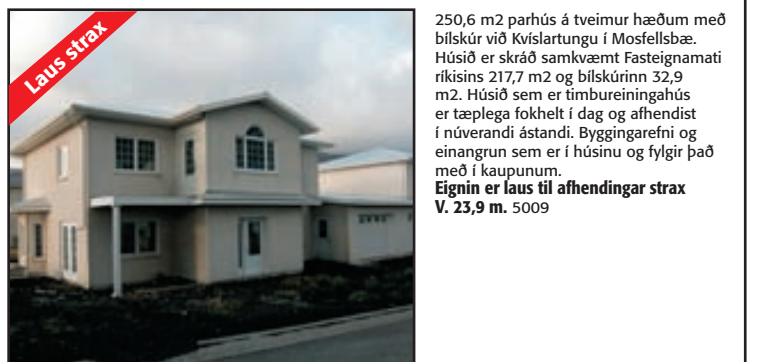 Laus strax
250,6 m2 parhús á tveimur hæðum með
bílskúr við Kvíslartungu í Mosfellsbæ.
Húsið er skráð samkvæmt Fasteignamati
ríkisins 217,7 m2 og bílskúrinn 32,9
m2. Húsið sem er timbureiningahús
er tæplega fokhelt í dag og afhendist
í núverandi ástandi. Byggingarefni og
einangrun sem er í húsinu og fylgir það
með í kaupunum.
Eignin er laus til afhendingar strax
V. 23,9 m. 5009